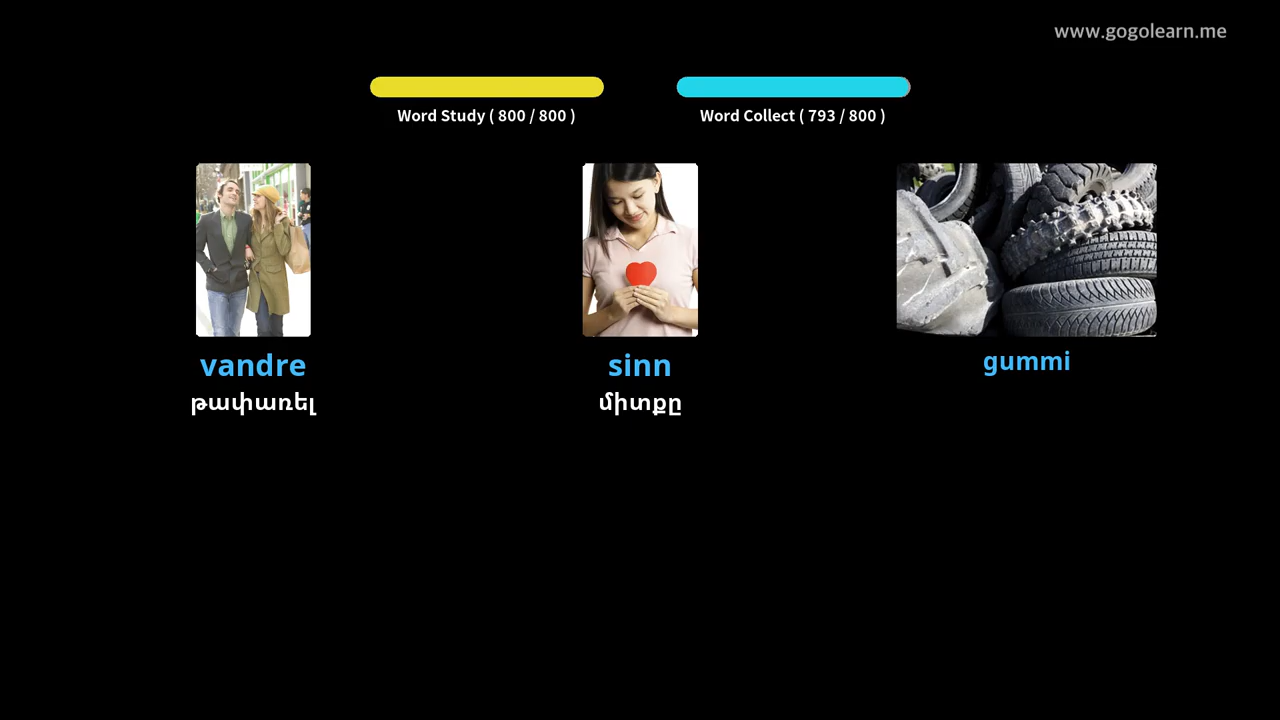 www.gogolearn.me
Word Study ( 800 / 800 )
Word Collect ( 793 / 800 )
vandre
թափառել
sinn
միտքը
gummi